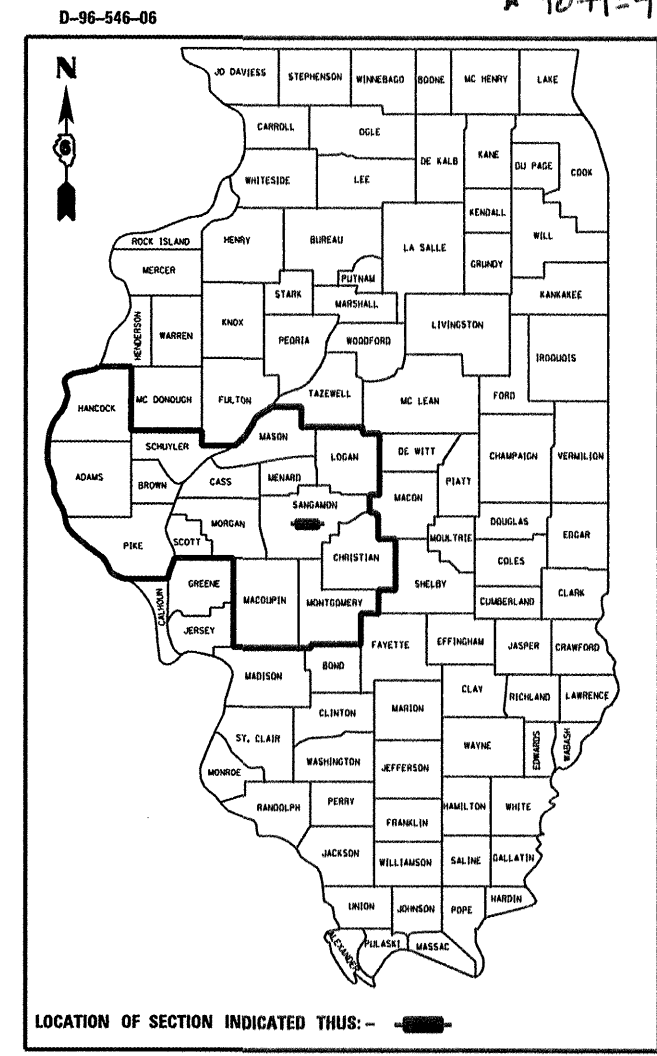 D-96-546-06
N
6
JO DAVIESS STEPHENSON WINNEBAGO BOONE MC HENRY LAKE
CARROLL OGLE
DE KALB KANE DU PAGE COOK
WHITESIDE LEE
KENDALL
ROCK ISLAND HENRY BUREAU LA SALLE WILL
GRUNDY
MERCER PUTNAM
STARK KANKAKEE
MARSHALL
HENDERSON WARREN KNOX LIVINGSTON
PEORIA WOODFORD
IROQUOIS
HANCOCK MC DONOUGH FULTON TAZEWELL MC LEAN FORD
MASON
SCHUYLER LOGAN DE WITT CHAMPAIGN VERMILION
ADAMS BROWN CASS MENARD PIATT
MACON
SANGAMON
MORGAN DOUGLAS
PIKE SCOTT MOULTRIE EDGAR
CHRISTIAN COLES
GREENE SHELBY
CALHOUN MACOUPIN MONTGOMERY CUMBERLAND CLARK
JERSEY
FAYETTE EFFINGHAM JASPER CRAWFORD
MADISON BOND
CLAY RICHLAND LAWRENCE
CLINTON MARION
ST. CLAIR WAYNE EDWARDS WABASH
WASHINGTON JEFFERSON
MONROE
RANDOLPH PERRY HAMILTON WHITE
FRANKLIN
JACKSON WILLIAMSON SALINE GALLATIN
HARDIN
UNION JOHNSON POPE
ALEXANDER PULASKI MASSAC
LOCATION OF SECTION INDICATED THUS: -